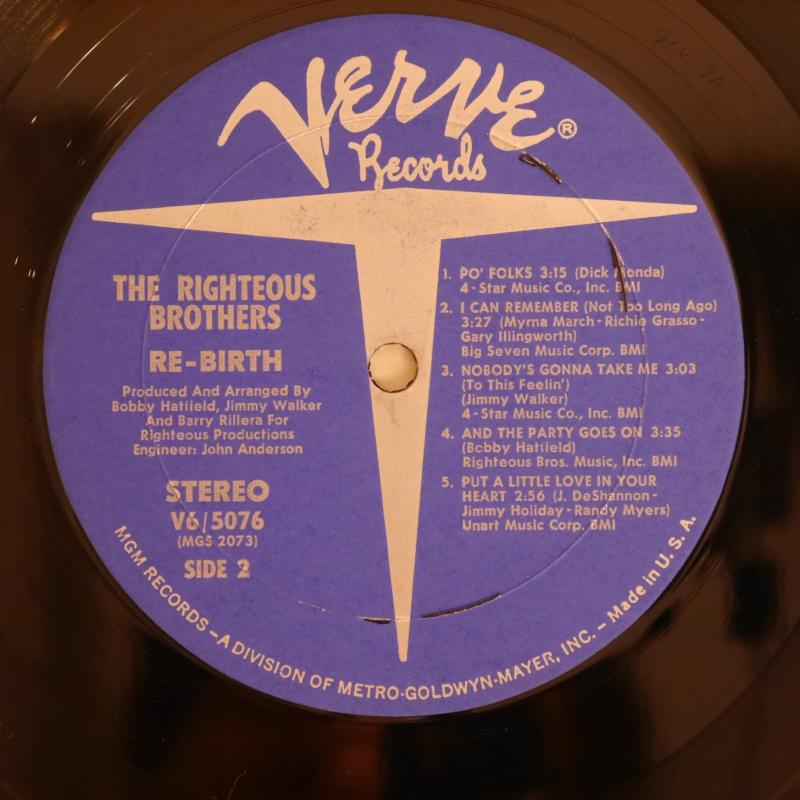 Verve ®
Records
THE RIGHTEOUS
BROTHERS
RE-BIRTH
Produced And Arranged By
Bobby Hatfield, Jimmy Walker
And Barry Rillera For
Righteous Productions
Engineer: John Anderson
STEREO
V6/5076
(MGS 2073)
SIDE 2
1. PO' FOLKS 3:15 (Dick Monda)
4-Star Music Co., Inc. BMI
2. I CAN REMEMBER (Not Too Long Ago)
3:27 (Myrna March-Richie Grasso-
Gary Illingworth)
Big Seven Music Corp. BMI
3. NOBODY'S GONNA TAKE ME 3:03
(To This Feelin')
(Jimmy Walker)
4-Star Music Co., Inc. BMI
4. AND THE PARTY GOES ON 3:35
(Bobby Hatfield)
Righteous Bros. Music, Inc. BMI
5. PUT A LITTLE LOVE IN YOUR
HEART 2:56 (J. DeShannon-
Jimmy Holiday-Randy Myers)
Unart Music Corp. BMI
MGM RECORDS – A DIVISION OF METRO-GOLDWYN-MAYER, INC. – Made in U. S. A.